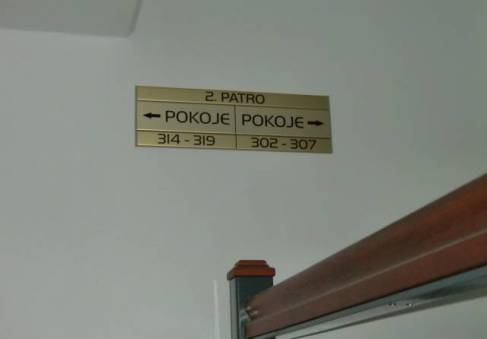 2. PATRO
← POKOJE POKOJE →
314 - 319 302 - 307